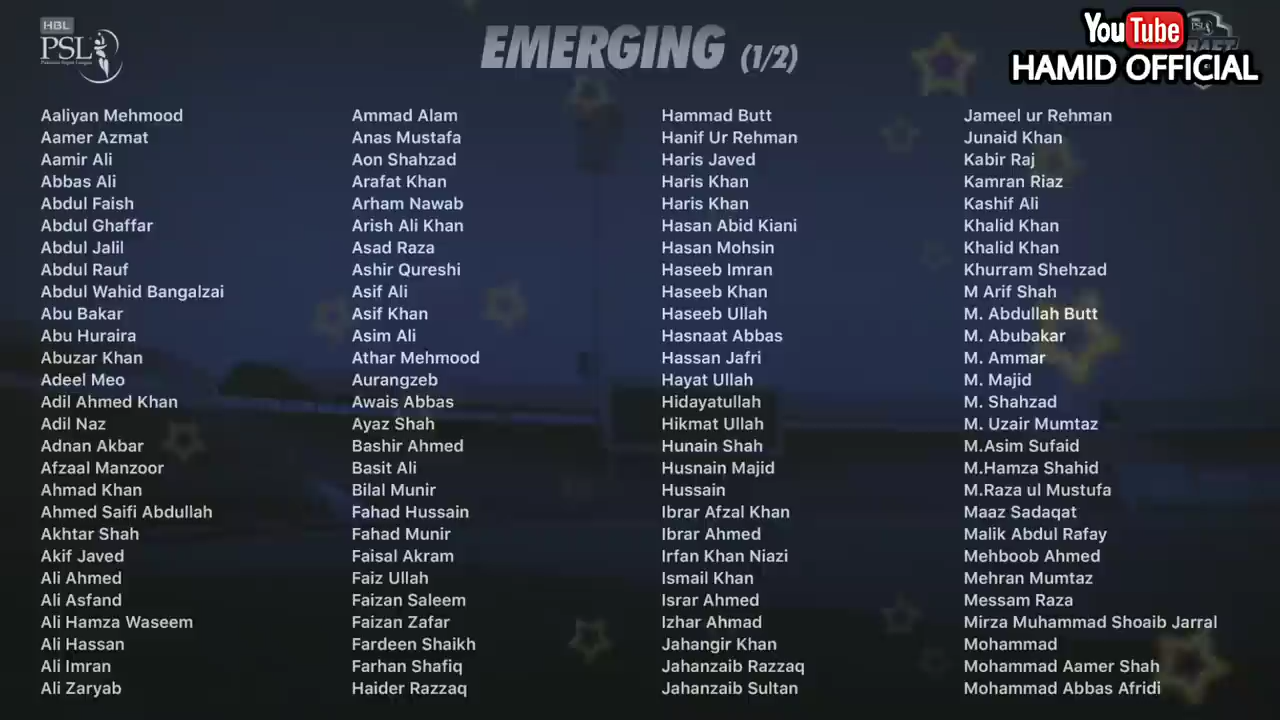 HBL
PSL
EMERGING (1/2)
YouTube
HAMID OFFICIAL
Aaliyan Mehmood
Aamer Azmat
Aamir Ali
Abbas Ali
Abdul Faish
Abdul Ghaffar
Abdul Jalil
Abdul Rauf
Abdul Wahid Bangalzai
Abu Bakar
Abu Huraira
Abuzar Khan
Adeel Meo
Adil Ahmed Khan
Adil Naz
Adnan Akbar
Afzaal Manzoor
Ahmad Khan
Ahmed Saifi Abdullah
Akhtar Shah
Akif Javed
Ali Ahmed
Ali Asfand
Ali Hamza Waseem
Ali Hassan
Ali Imran
Ali Zaryab
Ammad Alam
Anas Mustafa
Aon Shahzad
Arafat Khan
Arham Nawab
Arish Ali Khan
Asad Raza
Ashir Qureshi
Asif Ali
Asif Khan
Asim Ali
Athar Mehmood
Aurangzeb
Awais Abbas
Ayaz Shah
Bashir Ahmed
Basit Ali
Bilal Munir
Fahad Hussain
Fahad Munir
Faisal Akram
Faiz Ullah
Faizan Saleem
Faizan Zafar
Fardeen Shaikh
Farhan Shafiq
Haider Razzaq
Hammad Butt
Hanif Ur Rehman
Haris Javed
Haris Khan
Haris Khan
Hasan Abid Kiani
Hasan Mohsin
Haseeb Imran
Haseeb Khan
Haseeb Ullah
Hasnaat Abbas
Hassan Jafri
Hayat Ullah
Hidayatullah
Hikmat Ullah
Hunain Shah
Husnain Majid
Hussain
Ibrar Afzal Khan
Ibrar Ahmed
Irfan Khan Niazi
Ismail Khan
Israr Ahmed
Izhar Ahmad
Jahangir Khan
Jahanzaib Razzaq
Jahanzaib Sultan
Jameel ur Rehman
Junaid Khan
Kabir Raj
Kamran Riaz
Kashif Ali
Khalid Khan
Khalid Khan
Khurram Shehzad
M Arif Shah
M. Abdullah Butt
M. Abubakar
M. Ammar
M. Majid
M. Shahzad
M. Uzair Mumtaz
M.Asim Sufaid
M.Hamza Shahid
M.Raza ul Mustufa
Maaz Sadaqat
Malik Abdul Rafay
Mehboob Ahmed
Mehran Mumtaz
Messam Raza
Mirza Muhammad Shoaib Jarral
Mohammad
Mohammad Aamer Shah
Mohammad Abbas Afridi